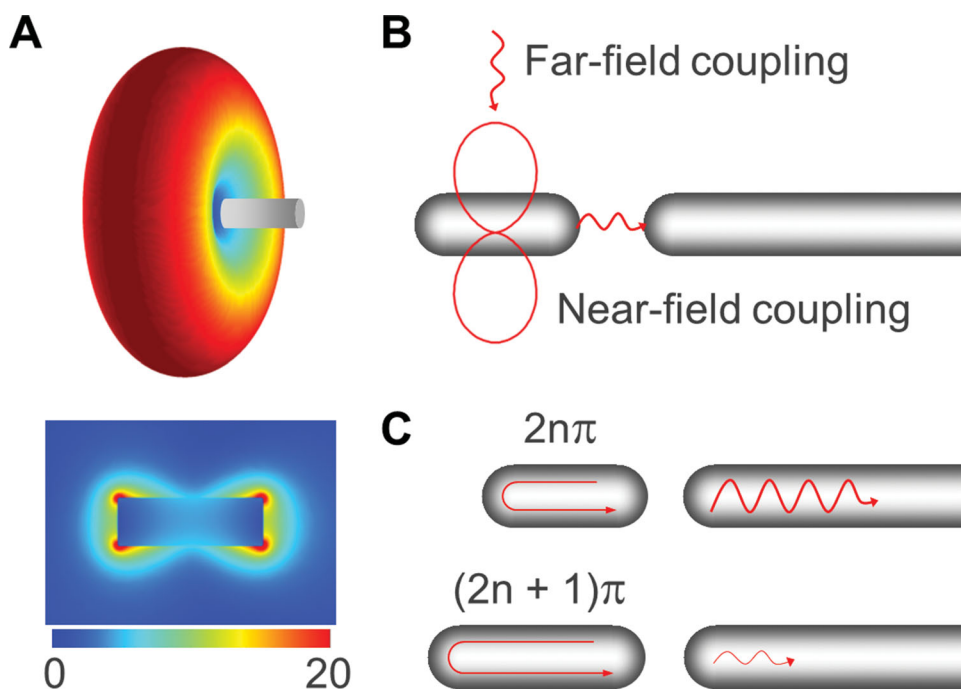 A
B
Far-field coupling
Near-field coupling
0 20
C
2nπ
(2n + 1)π